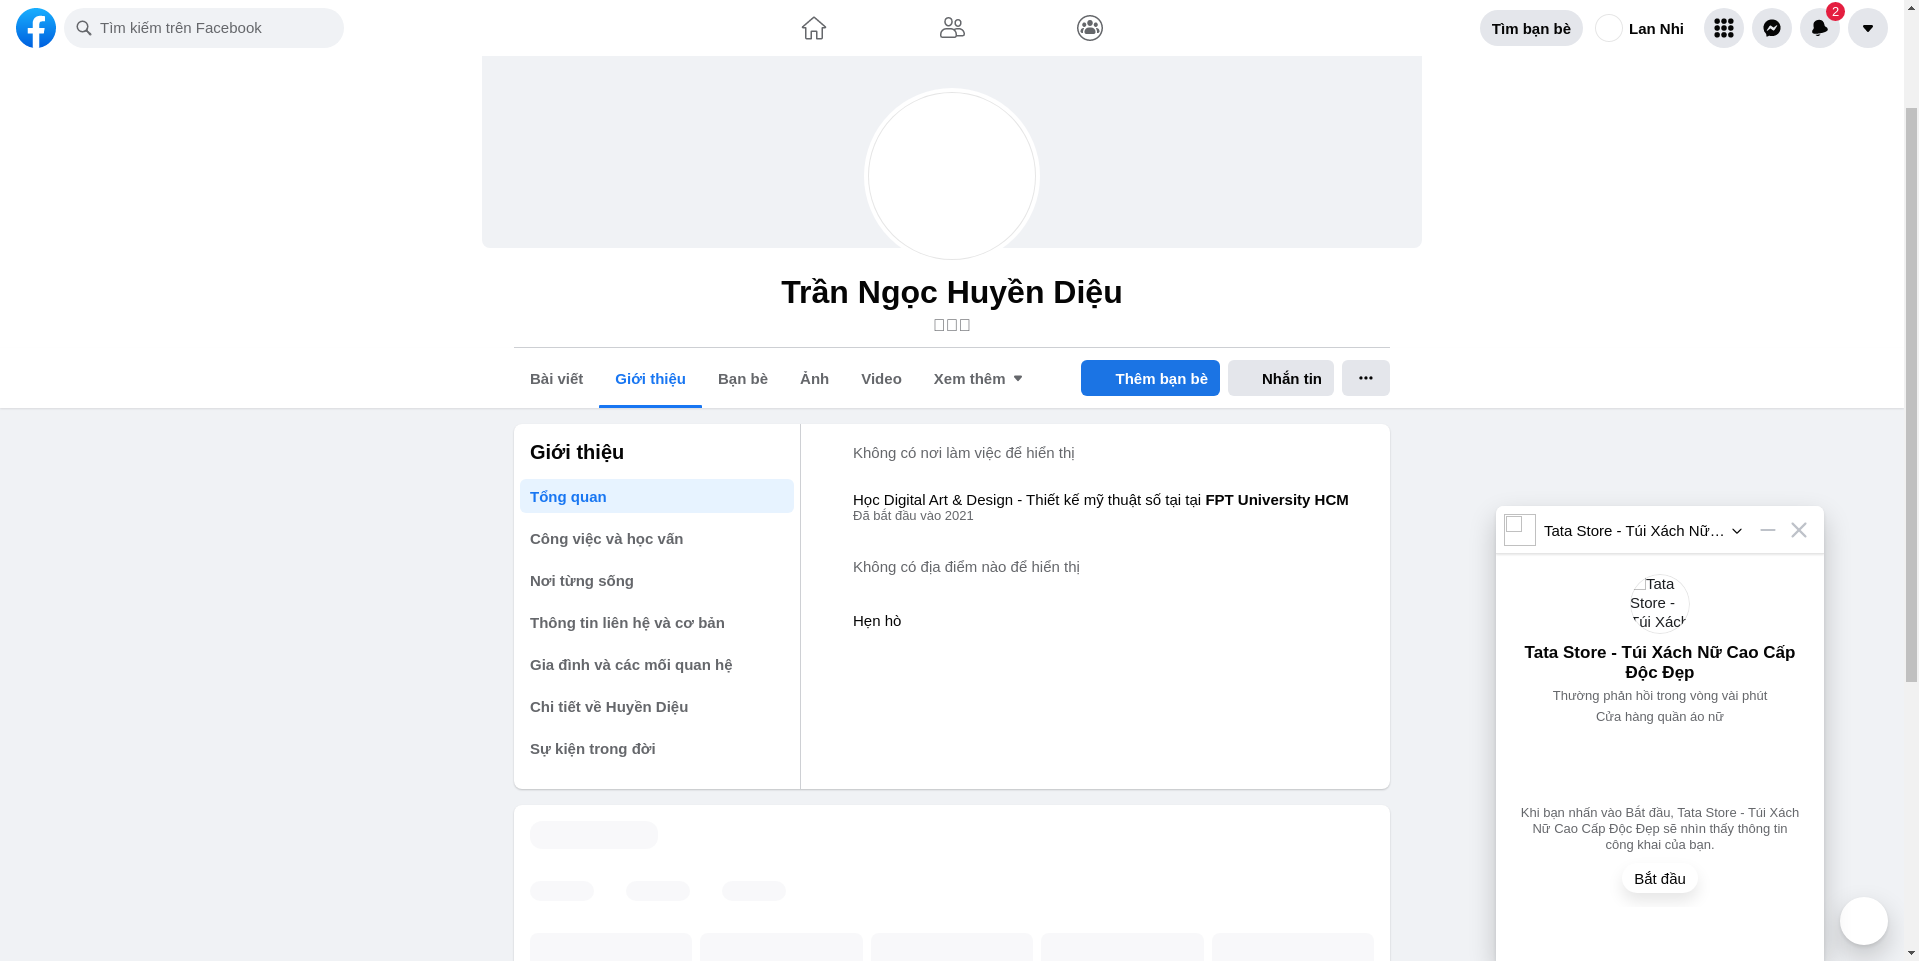 Tìm kiếm trên Facebook
Tìm bạn bè
Lan Nhi
2
Trần Ngọc Huyền Diệu
Bài viết
Giới thiệu
Bạn bè
Ảnh
Video
Xem thêm
Thêm bạn bè
Nhắn tin
Giới thiệu
Tổng quan
Công việc và học vấn
Nơi từng sống
Thông tin liên hệ và cơ bản
Gia đình và các mối quan hệ
Chi tiết về Huyền Diệu
Sự kiện trong đời
Không có nơi làm việc để hiển thị
Học Digital Art & Design - Thiết kế mỹ thuật số tại tại FPT University HCM
Đã bắt đầu vào 2021
Không có địa điểm nào để hiển thị
Hẹn hò
Tata Store - Túi Xách Nữ…
Tata
Store -
Túi Xách
Tata Store - Túi Xách Nữ Cao Cấp
Độc Đẹp
Thường phản hồi trong vòng vài phút
Cửa hàng quần áo nữ
Khi bạn nhấn vào Bắt đầu, Tata Store - Túi Xách
Nữ Cao Cấp Độc Đẹp sẽ nhìn thấy thông tin
công khai của bạn.
Bắt đầu